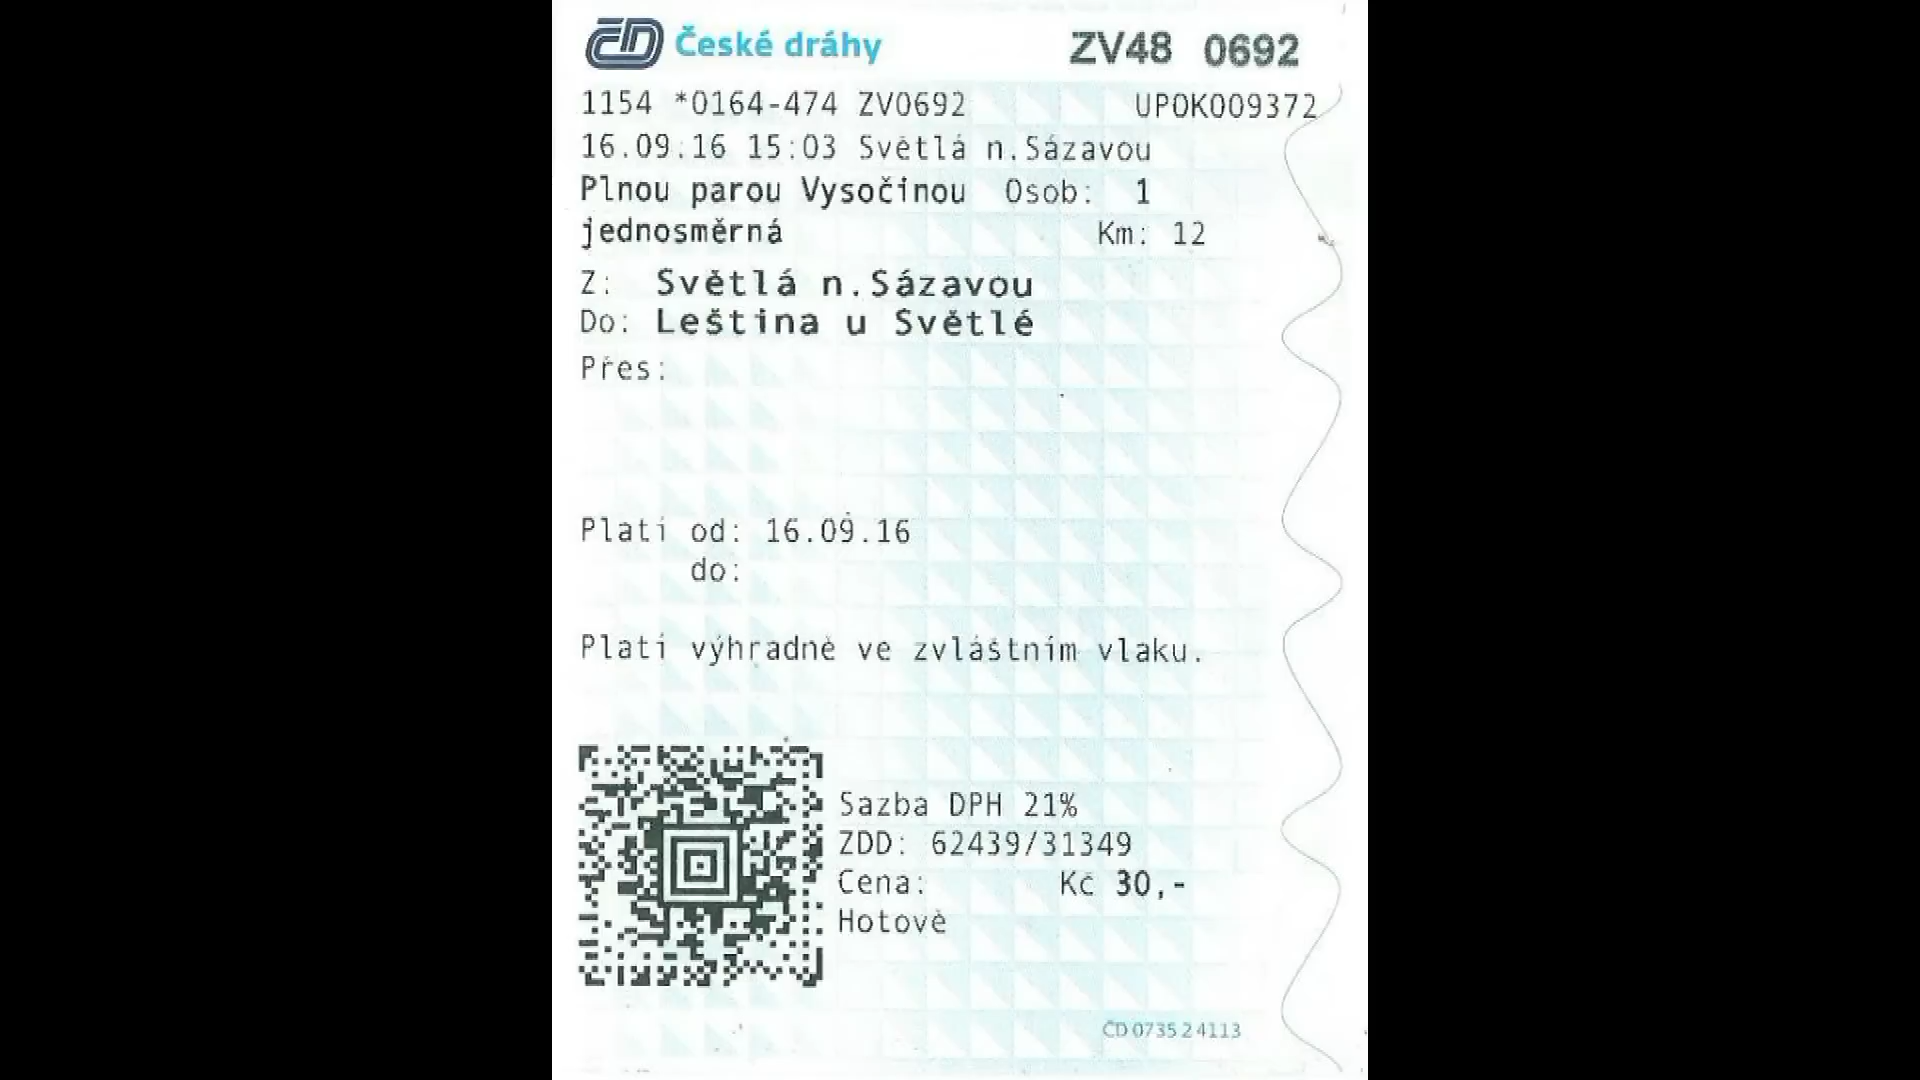 ČD České dráhy ZV48 0692
1154 *0164-474 ZV0692 UPOK009372
16.09.16 15:03 Světlá n.Sázavou
Plnou parou Vysočinou Osob: 1
jednosměrná Km: 12
Z: Světlá n.Sázavou
Do: Leština u Světlé
Přes:
Platí od: 16.09.16
do:
Platí výhradně ve zvláštním vlaku.
Sazba DPH 21%
ZDD: 62439/31349
Cena: Kč 30,-
Hotově
ČD 0735 2 4113